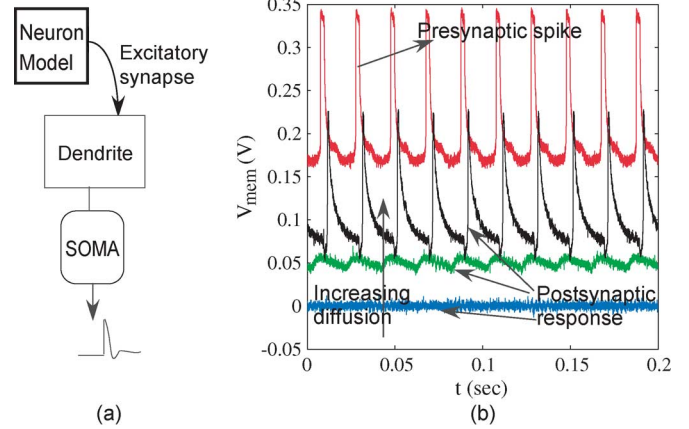 Neuron
Model
Excitatory
synapse
Dendrite
SOMA
(a)
0.35
0.3
0.25
0.2
0.15
0.1
0.05
0
-0.05
Vmem (V)
Presynaptic spike
Increasing
diffusion
Postsynaptic
response
0 0.05 0.1 0.15 0.2
t (sec)
(b)